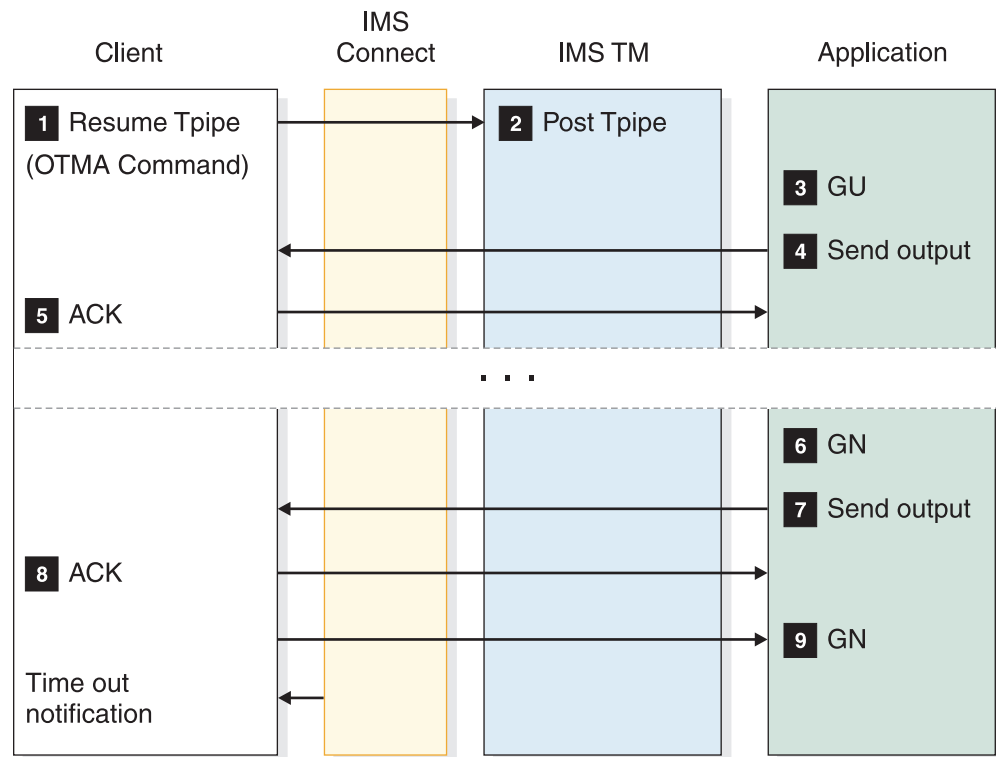 Client
IMS
Connect
IMS TM
Application
1 Resume Tpipe
(OTMA Command)
2 Post Tpipe
3 GU
4 Send output
5 ACK
. . .
6 GN
7 Send output
8 ACK
9 GN
Time out
notification